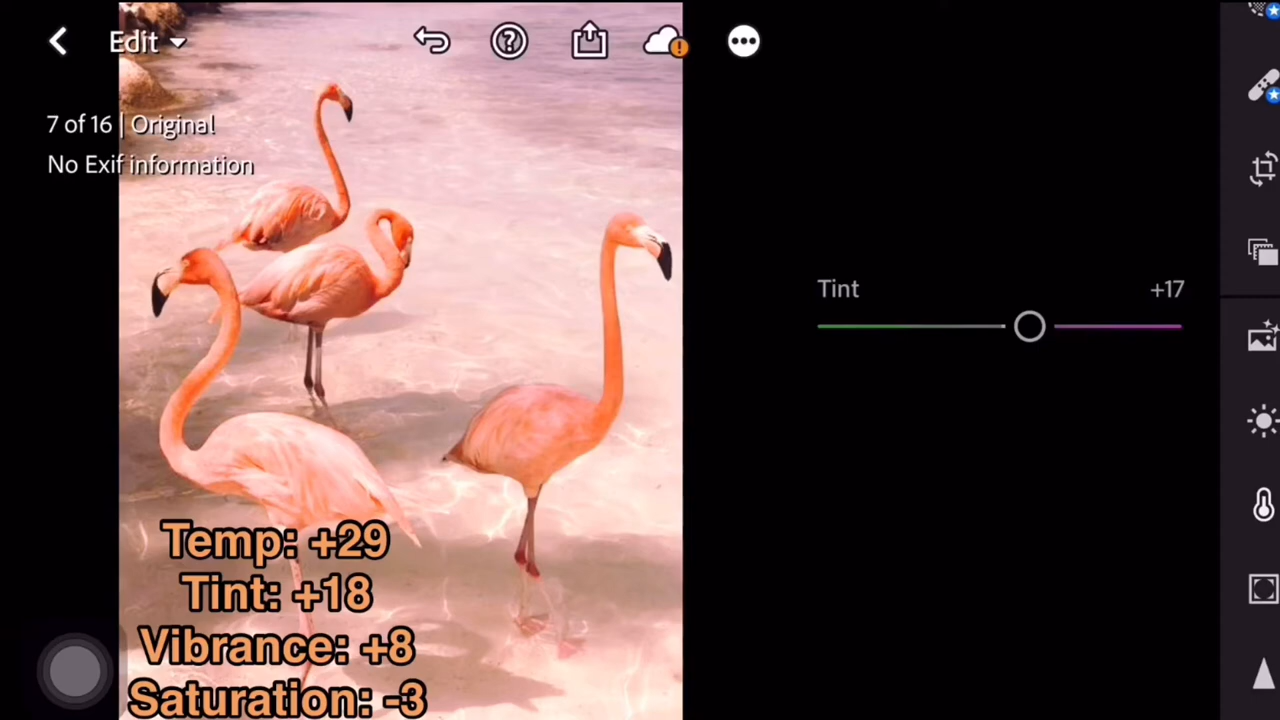 Edit
7 of 16 | Original
No Exif information
Tint +17
Temp: +29
Tint: +18
Vibrance: +8
Saturation: -3